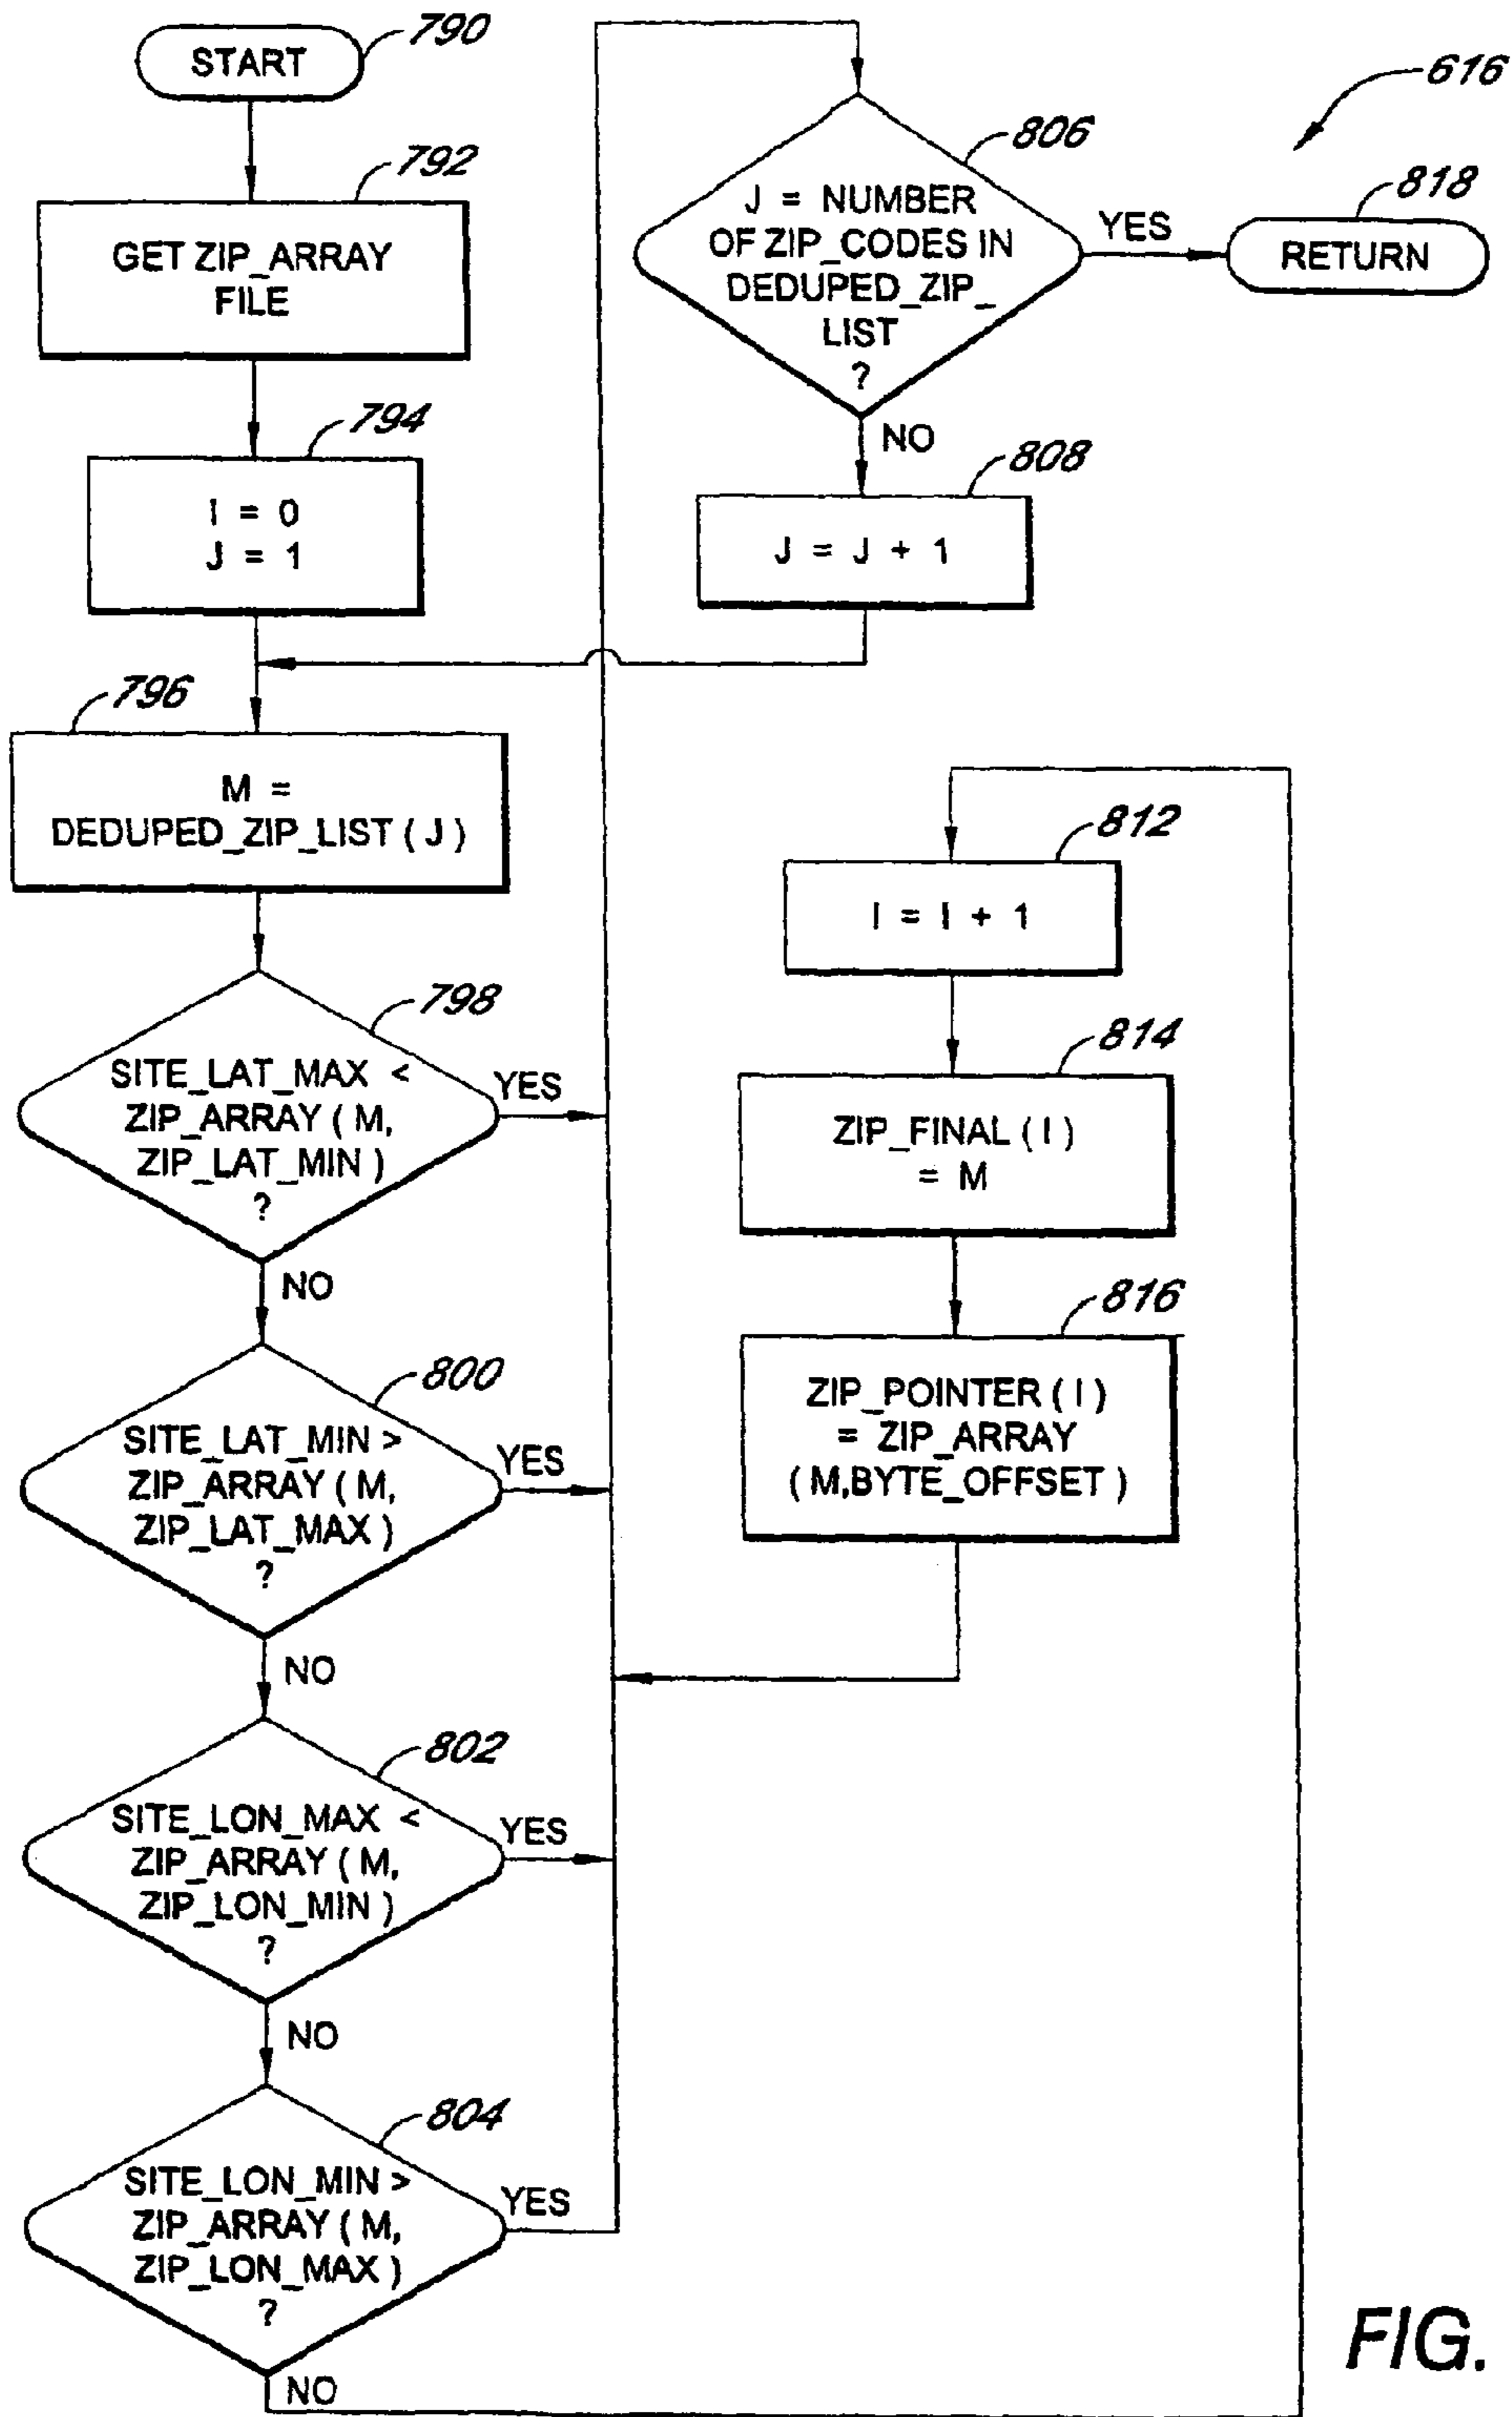 START
790
792
GET ZIP_ARRAY
FILE
794
I = 0
J = 1
796
M =
DEDUPED_ZIP_LIST ( J )
798
SITE_LAT_MAX <
ZIP_ARRAY ( M,
ZIP_LAT_MIN )
?
YES
NO
800
SITE_LAT_MIN >
ZIP_ARRAY ( M,
ZIP_LAT_MAX )
?
YES
NO
802
SITE_LON_MAX <
ZIP_ARRAY ( M,
ZIP_LON_MIN )
?
YES
NO
804
SITE_LON_MIN >
ZIP_ARRAY ( M,
ZIP_LON_MAX )
?
YES
NO
806
J = NUMBER
OF ZIP_CODES IN
DEDUPED_ZIP_
LIST
?
YES
NO
808
J = J + 1
616
818
RETURN
812
I = I + 1
814
ZIP_FINAL ( I )
= M
816
ZIP_POINTER ( I )
= ZIP_ARRAY
( M,BYTE_OFFSET )
FIG.